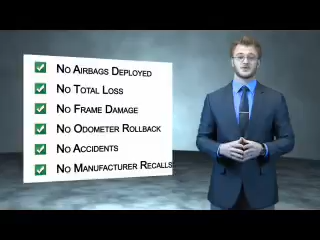 No Airbags Deployed
No Total Loss
No Frame Damage
No Odometer Rollback
No Accidents
No Manufacturer Recalls